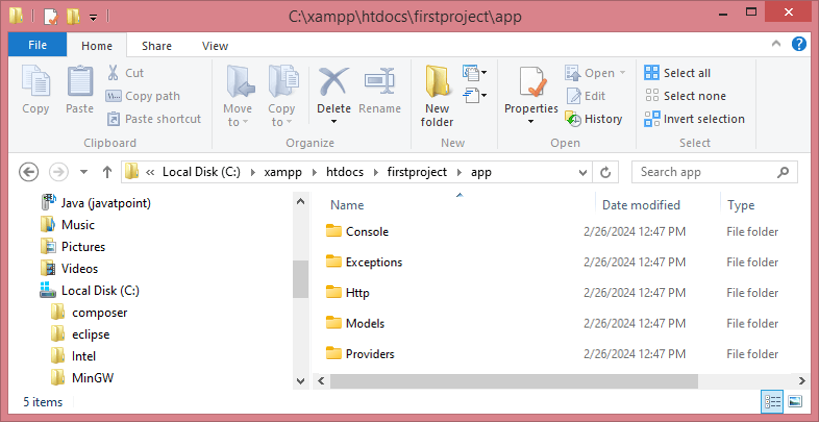 C:\xampp\htdocs\firstproject\app
File Home Share View
Copy
Paste
Cut
Copy path
Paste shortcut
Clipboard
Move to
Copy to
Delete
Rename
Organize
New folder
New
Properties
Open
Edit
History
Open
Select all
Select none
Invert selection
Select
« Local Disk (C:) xampp htdocs firstproject app
Search app
Java (javatpoint)
Music
Pictures
Videos
Local Disk (C:)
composer
eclipse
Intel
MinGW
Name Date modified Type
Console 2/26/2024 12:47 PM File folder
Exceptions 2/26/2024 12:47 PM File folder
Http 2/26/2024 12:47 PM File folder
Models 2/26/2024 12:47 PM File folder
Providers 2/26/2024 12:47 PM File folder
5 items